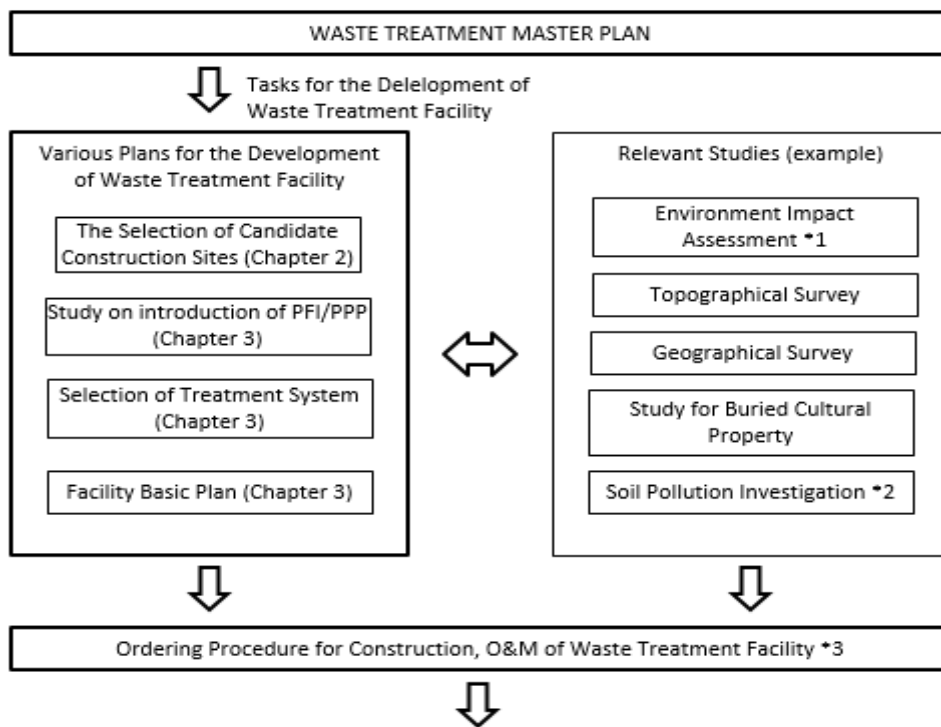 WASTE TREATMENT MASTER PLAN
Tasks for the Delelopment of
Waste Treatment Facility
Various Plans for the Development
of Waste Treatment Facility
The Selection of Candidate
Construction Sites (Chapter 2)
Study on introduction of PFI/PPP
(Chapter 3)
Selection of Treatment System
(Chapter 3)
Facility Basic Plan (Chapter 3)
Relevant Studies (example)
Environment Impact
Assessment *1
Topographical Survey
Geographical Survey
Study for Buried Cultural
Property
Soil Pollution Investigation *2
Ordering Procedure for Construction, O&M of Waste Treatment Facility *3